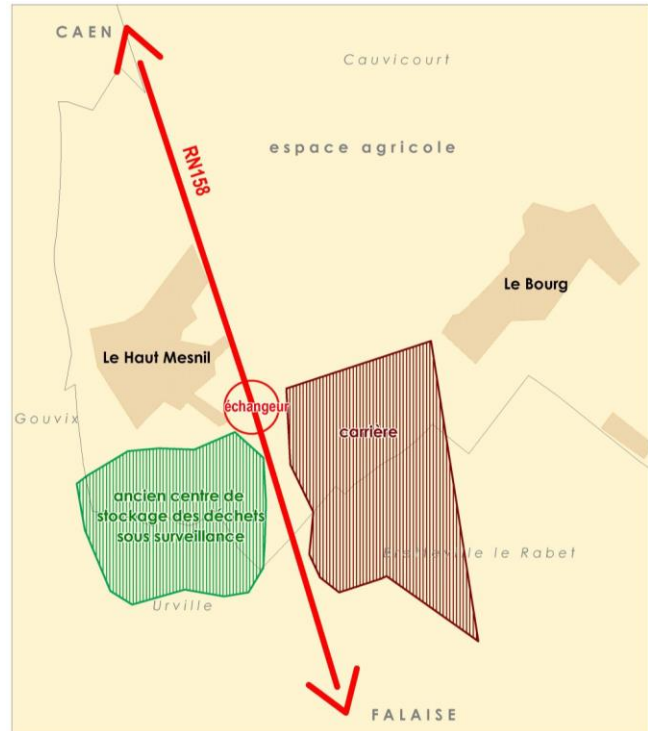 CAEN
Cauvicourt
espace agricole
RN158
Le Bourg
Le Haut Mesnil
échangeur
Gouvix
carrière
ancien centre de
stockage des déchets
sous surveillance
le Rabet
Urville
FALAISE